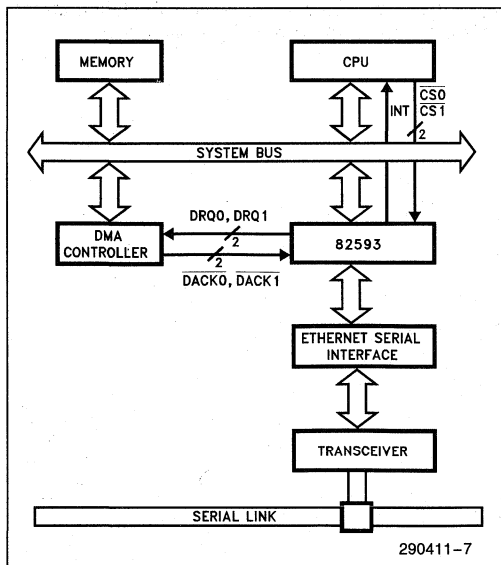 MEMORY
CPU
INT
CS0
CS1
2
SYSTEM BUS
DRQ0, DRQ1
2
DMA
CONTROLLER
82593
2
DACK0, DACK1
ETHERNET SERIAL
INTERFACE
TRANSCEIVER
SERIAL LINK
290411-7